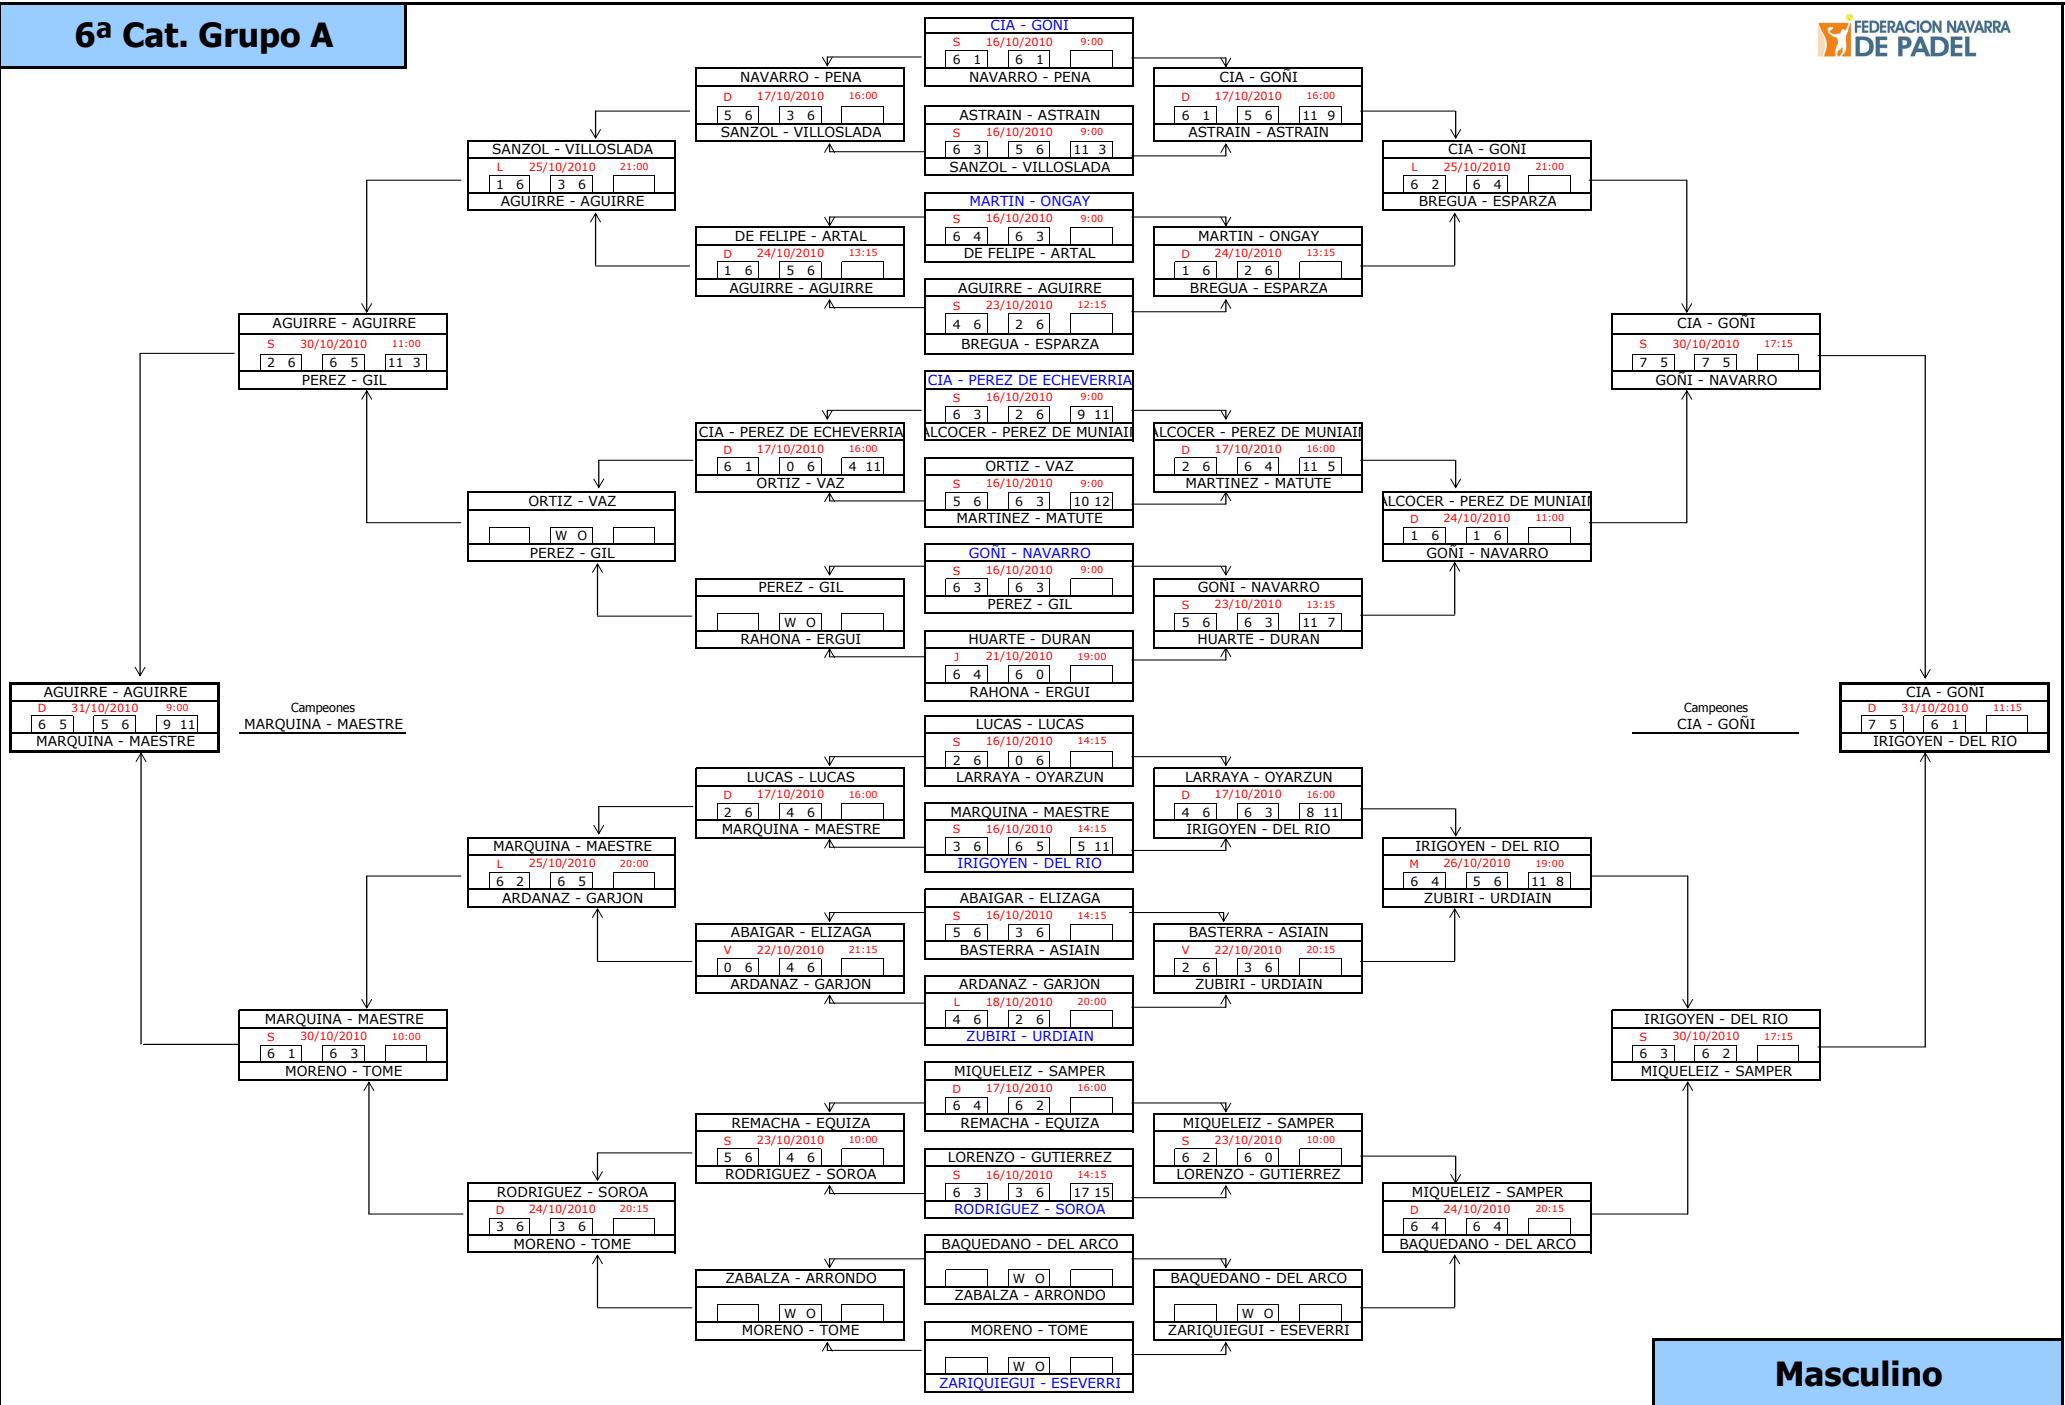 6ª Cat. Grupo A
FEDERACION NAVARRA
DE PADEL
AGUIRRE - AGUIRRE
D 31/10/2010 9:00
6 5 5 6 9 11
MARQUINA - MAESTRE
Campeones
MARQUINA - MAESTRE
AGUIRRE - AGUIRRE
S 30/10/2010 11:00
2 6 6 5 11 3
PEREZ - GIL
MARQUINA - MAESTRE
S 30/10/2010 10:00
6 1 6 3
MORENO - TOME
SANZOL - VILLOSLADA
L 25/10/2010 21:00
1 6 3 6
AGUIRRE - AGUIRRE
ORTIZ - VAZ
W O
PEREZ - GIL
MARQUINA - MAESTRE
L 25/10/2010 20:00
6 2 6 5
ARDANAZ - GARJON
RODRIGUEZ - SOROA
D 24/10/2010 20:15
3 6 3 6
MORENO - TOME
NAVARRO - PENA
D 17/10/2010 16:00
5 6 3 6
SANZOL - VILLOSLADA
DE FELIPE - ARTAL
D 24/10/2010 13:15
1 6 5 6
AGUIRRE - AGUIRRE
CIA - PEREZ DE ECHEVERRIA
D 17/10/2010 16:00
6 1 0 6 4 11
ORTIZ - VAZ
PEREZ - GIL
W O
RAHONA - ERGUI
LUCAS - LUCAS
D 17/10/2010 16:00
2 6 4 6
MARQUINA - MAESTRE
ABAIGAR - ELIZAGA
V 22/10/2010 21:15
0 6 4 6
ARDANAZ - GARJON
REMACHA - EQUIZA
S 23/10/2010 10:00
5 6 4 6
RODRIGUEZ - SOROA
ZABALZA - ARRONDO
W O
MORENO - TOME
CIA - GOÑI
S 16/10/2010 9:00
6 1 6 1
NAVARRO - PENA
ASTRAIN - ASTRAIN
S 16/10/2010 9:00
6 3 5 6 11 3
SANZOL - VILLOSLADA
MARTIN - ONGAY
S 16/10/2010 9:00
6 4 6 3
DE FELIPE - ARTAL
AGUIRRE - AGUIRRE
S 23/10/2010 12:15
4 6 2 6
BREGUA - ESPARZA
CIA - PEREZ DE ECHEVERRIA
S 16/10/2010 9:00
6 3 2 6 9 11
ALCOCER - PEREZ DE MUNIAIN
ORTIZ - VAZ
S 16/10/2010 9:00
5 6 6 3 10 12
MARTINEZ - MATUTE
GOÑI - NAVARRO
S 16/10/2010 9:00
6 3 6 3
PEREZ - GIL
HUARTE - DURAN
J 21/10/2010 19:00
6 4 6 0
RAHONA - ERGUI
LUCAS - LUCAS
S 16/10/2010 14:15
2 6 0 6
LARRAYA - OYARZUN
MARQUINA - MAESTRE
S 16/10/2010 14:15
3 6 6 5 5 11
IRIGOYEN - DEL RIO
ABAIGAR - ELIZAGA
S 16/10/2010 14:15
5 6 3 6
BASTERRA - ASIAIN
ARDANAZ - GARJON
L 18/10/2010 20:00
4 6 2 6
ZUBIRI - URDIAIN
MIQUELEIZ - SAMPER
D 17/10/2010 16:00
6 4 6 2
REMACHA - EQUIZA
LORENZO - GUTIERREZ
S 16/10/2010 14:15
6 3 3 6 17 15
RODRIGUEZ - SOROA
BAQUEDANO - DEL ARCO
W O
ZABALZA - ARRONDO
MORENO - TOME
W O
ZARIQUIEGUI - ESEVERRI
CIA - GOÑI
D 17/10/2010 16:00
6 1 5 6 11 9
ASTRAIN - ASTRAIN
MARTIN - ONGAY
D 24/10/2010 13:15
1 6 2 6
BREGUA - ESPARZA
ALCOCER - PEREZ DE MUNIAIN
D 17/10/2010 16:00
2 6 6 4 11 5
MARTINEZ - MATUTE
GOÑI - NAVARRO
S 23/10/2010 13:15
5 6 6 3 11 7
HUARTE - DURAN
LARRAYA - OYARZUN
D 17/10/2010 16:00
4 6 6 3 8 11
IRIGOYEN - DEL RIO
BASTERRA - ASIAIN
V 22/10/2010 20:15
2 6 3 6
ZUBIRI - URDIAIN
MIQUELEIZ - SAMPER
S 23/10/2010 10:00
6 2 6 0
LORENZO - GUTIERREZ
BAQUEDANO - DEL ARCO
W O
ZARIQUIEGUI - ESEVERRI
CIA - GOÑI
L 25/10/2010 21:00
6 2 6 4
BREGUA - ESPARZA
ALCOCER - PEREZ DE MUNIAIN
D 24/10/2010 11:00
1 6 1 6
GOÑI - NAVARRO
IRIGOYEN - DEL RIO
M 26/10/2010 19:00
6 4 5 6 11 8
ZUBIRI - URDIAIN
MIQUELEIZ - SAMPER
D 24/10/2010 20:15
6 4 6 4
BAQUEDANO - DEL ARCO
CIA - GOÑI
S 30/10/2010 17:15
7 5 7 5
GOÑI - NAVARRO
IRIGOYEN - DEL RIO
S 30/10/2010 17:15
6 3 6 2
MIQUELEIZ - SAMPER
Campeones
CIA - GOÑI
CIA - GOÑI
D 31/10/2010 11:15
7 5 6 1
IRIGOYEN - DEL RIO
Masculino